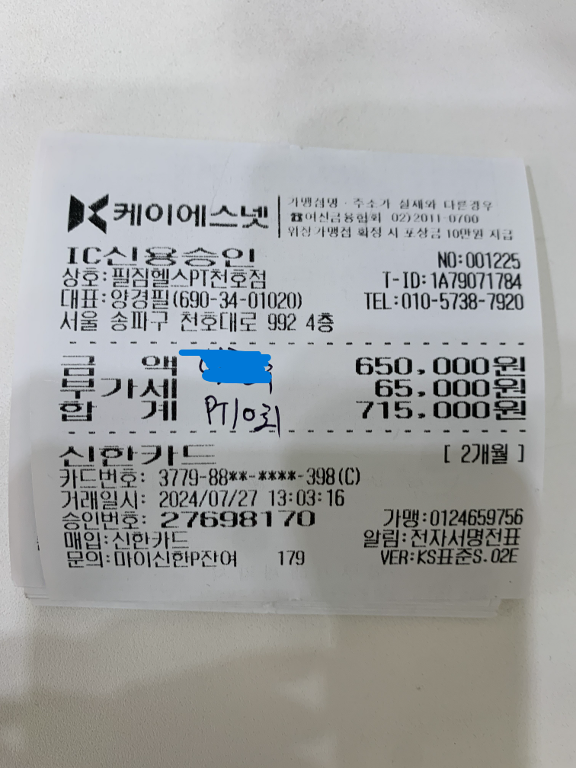 케이에스넷
가맹점명·주소가 실제와 다른경우
☎여신금융협회 02)2011-0700
위장가맹점 확정 시 포상금 10만원 지급
IC신용승인 NO:001225
상호:필짐헬스PT천호점 T-ID:1A79071784
대표:양경필(690-34-01020) TEL:010-5738-7920
서울 송파구 천호대로 992 4층
금 액 650,000원
부가세 65,000원
합 계 PT10회 715,000원
신한카드 [ 2개월 ]
카드번호: 3779-88**-****-398(C)
거래일시: 2024/07/27 13:03:16
승인번호: 27698170 가맹:0124659756
매입:신한카드 알림:전자서명전표
문의:마이신한P잔여 179 VER:KS표준S.02E